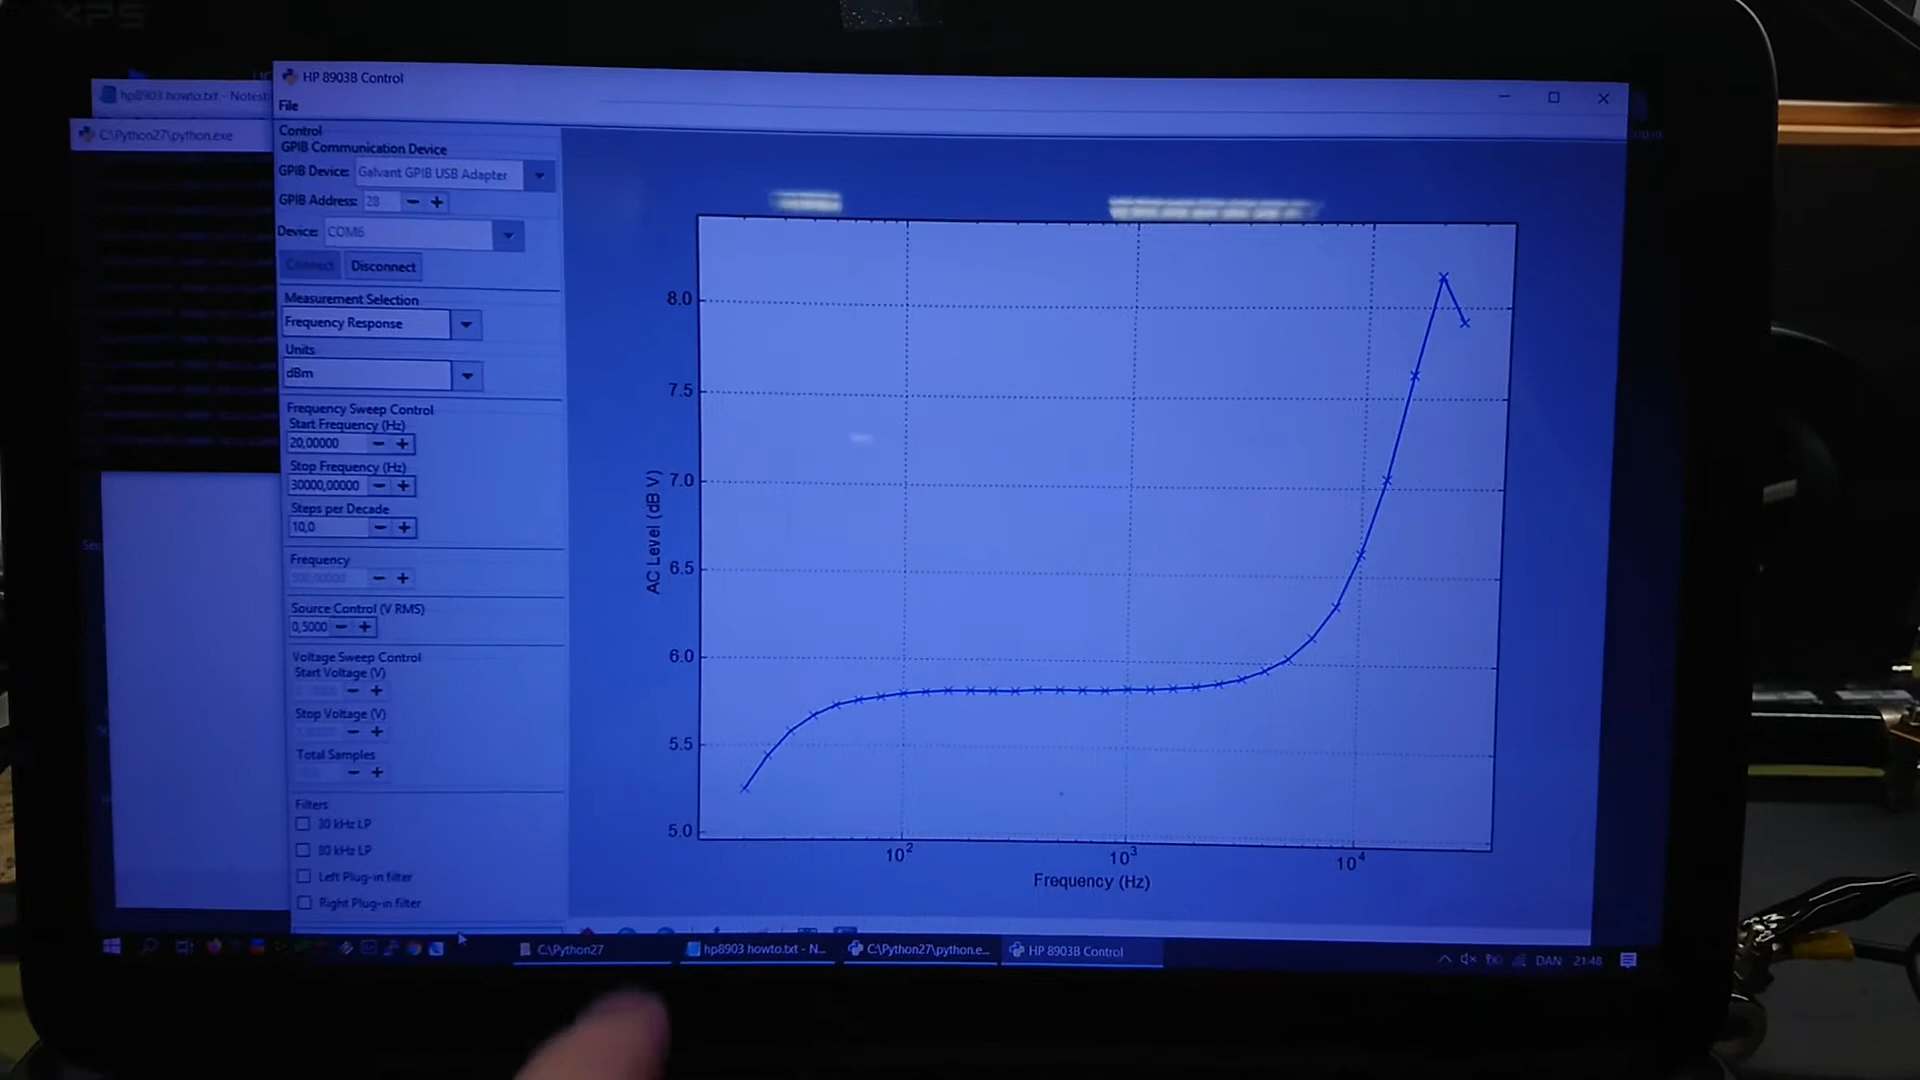 XPS
hp8903 howto.txt - Notest
C:\Python27\python.exe
HP 8903B Control
File
Control
GPIB Communication Device
GPIB Device: Galvant GPIB USB Adapter
GPIB Address: 28
Device: COM6
Connect Disconnect
Measurement Selection
Frequency Response
Units
dBm
Frequency Sweep Control
Start Frequency (Hz)
20,00000
Stop Frequency (Hz)
30000,00000
Steps per Decade
10,0
Frequency
Source Control (V RMS)
0,5000
Voltage Sweep Control
Start Voltage (V)
Stop Voltage (V)
Total Samples
Filters
30 kHz LP
80 kHz LP
Left Plug-in filter
Right Plug-in filter
8.0
7.5
7.0
6.5
6.0
5.5
5.0
AC Level (dB V)
10² 10³ 10⁴
Frequency (Hz)
C:\Python27 hp8903 howto.txt - N... C:\Python27\python.e... HP 8903B Control DAN 21:48